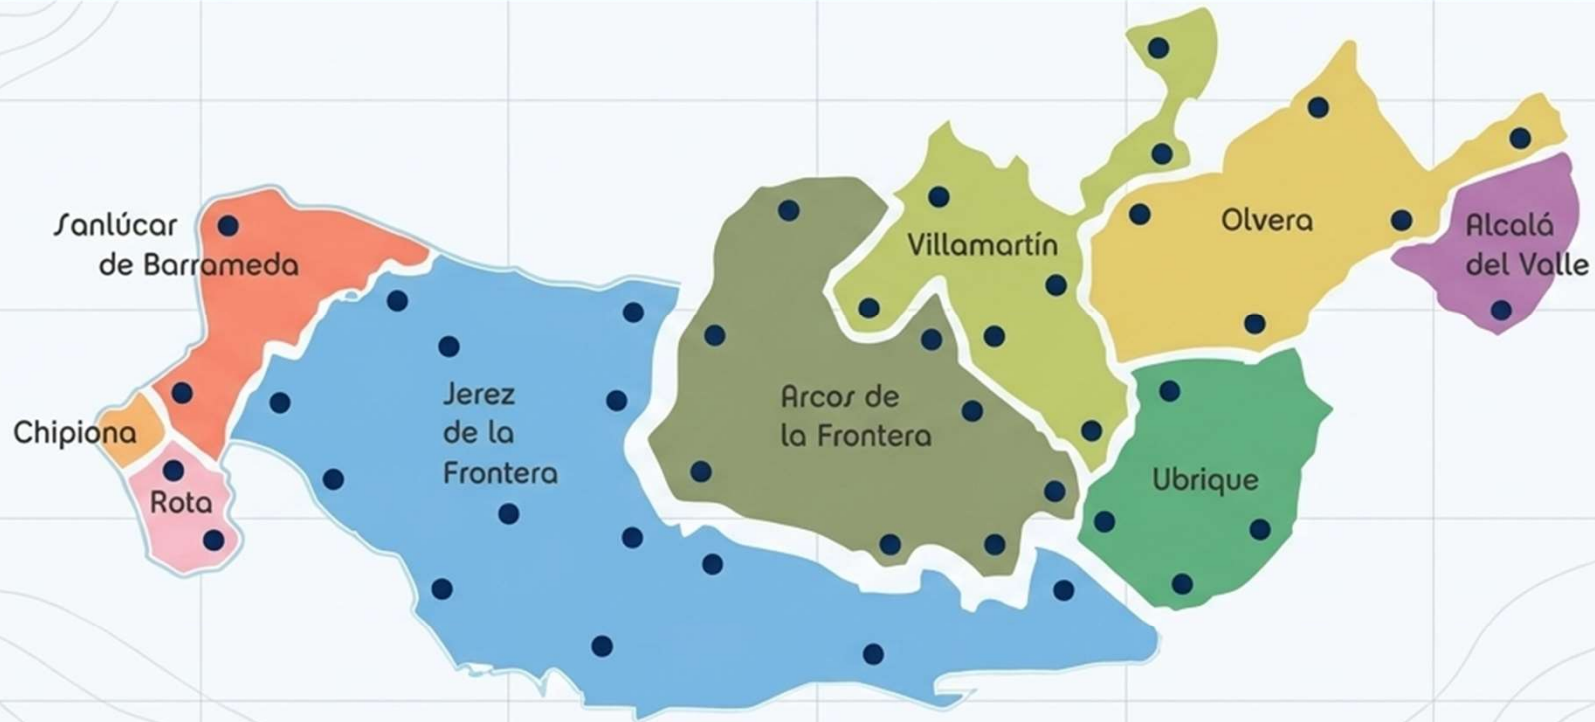 Sanlúcar
de Barrameda
Chipiona
Rota
Jerez
de la
Frontera
Arcos de
la Frontera
Villamartín
Olvera
Alcalá
del Valle
Ubrique